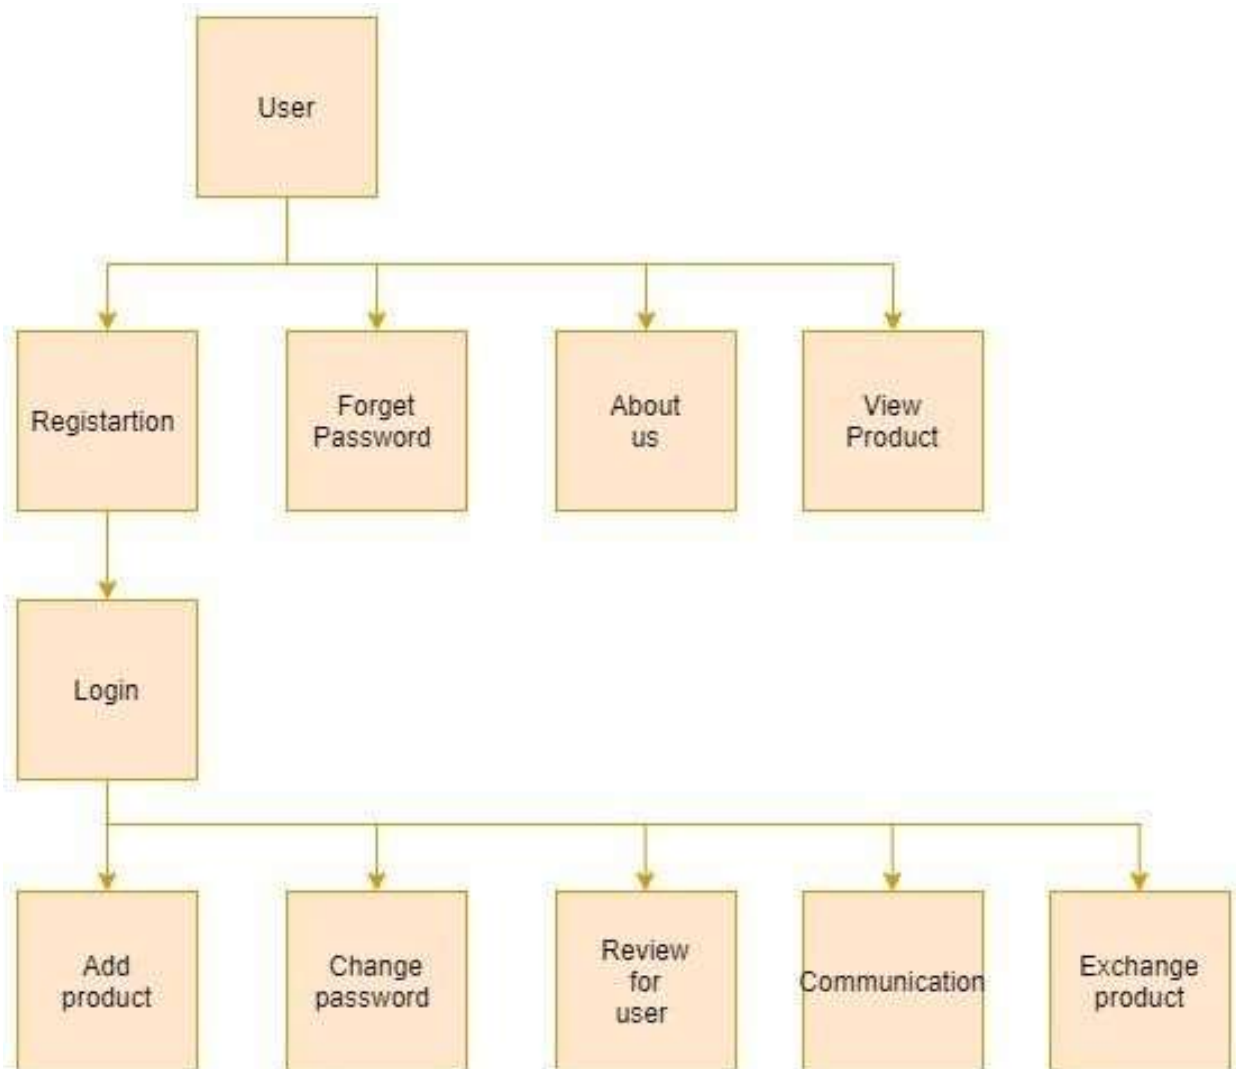 User
Registartion
Forget
Password
About
us
View
Product
Login
Add
product
Change
password
Review
for
user
Communication
Exchange
product